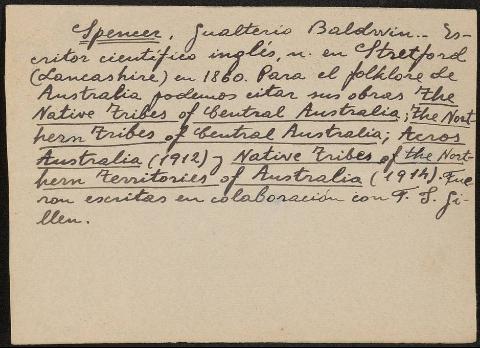 Spencer, Gualterio Baldwin.- Es-
critor científico inglés, n. en Stretford
(Lancashire) en 1860. Para el folklore de
Australia podemos citar sus obras The
Native Tribes of Central Australia; The Nort-
hern Tribes of Central Australia; Acros
Australia (1912) y Native Tribes of the Nort-
hern Territories of Australia (1914). Fue
ron escritas en colaboración con F. S. Gi-
llen.